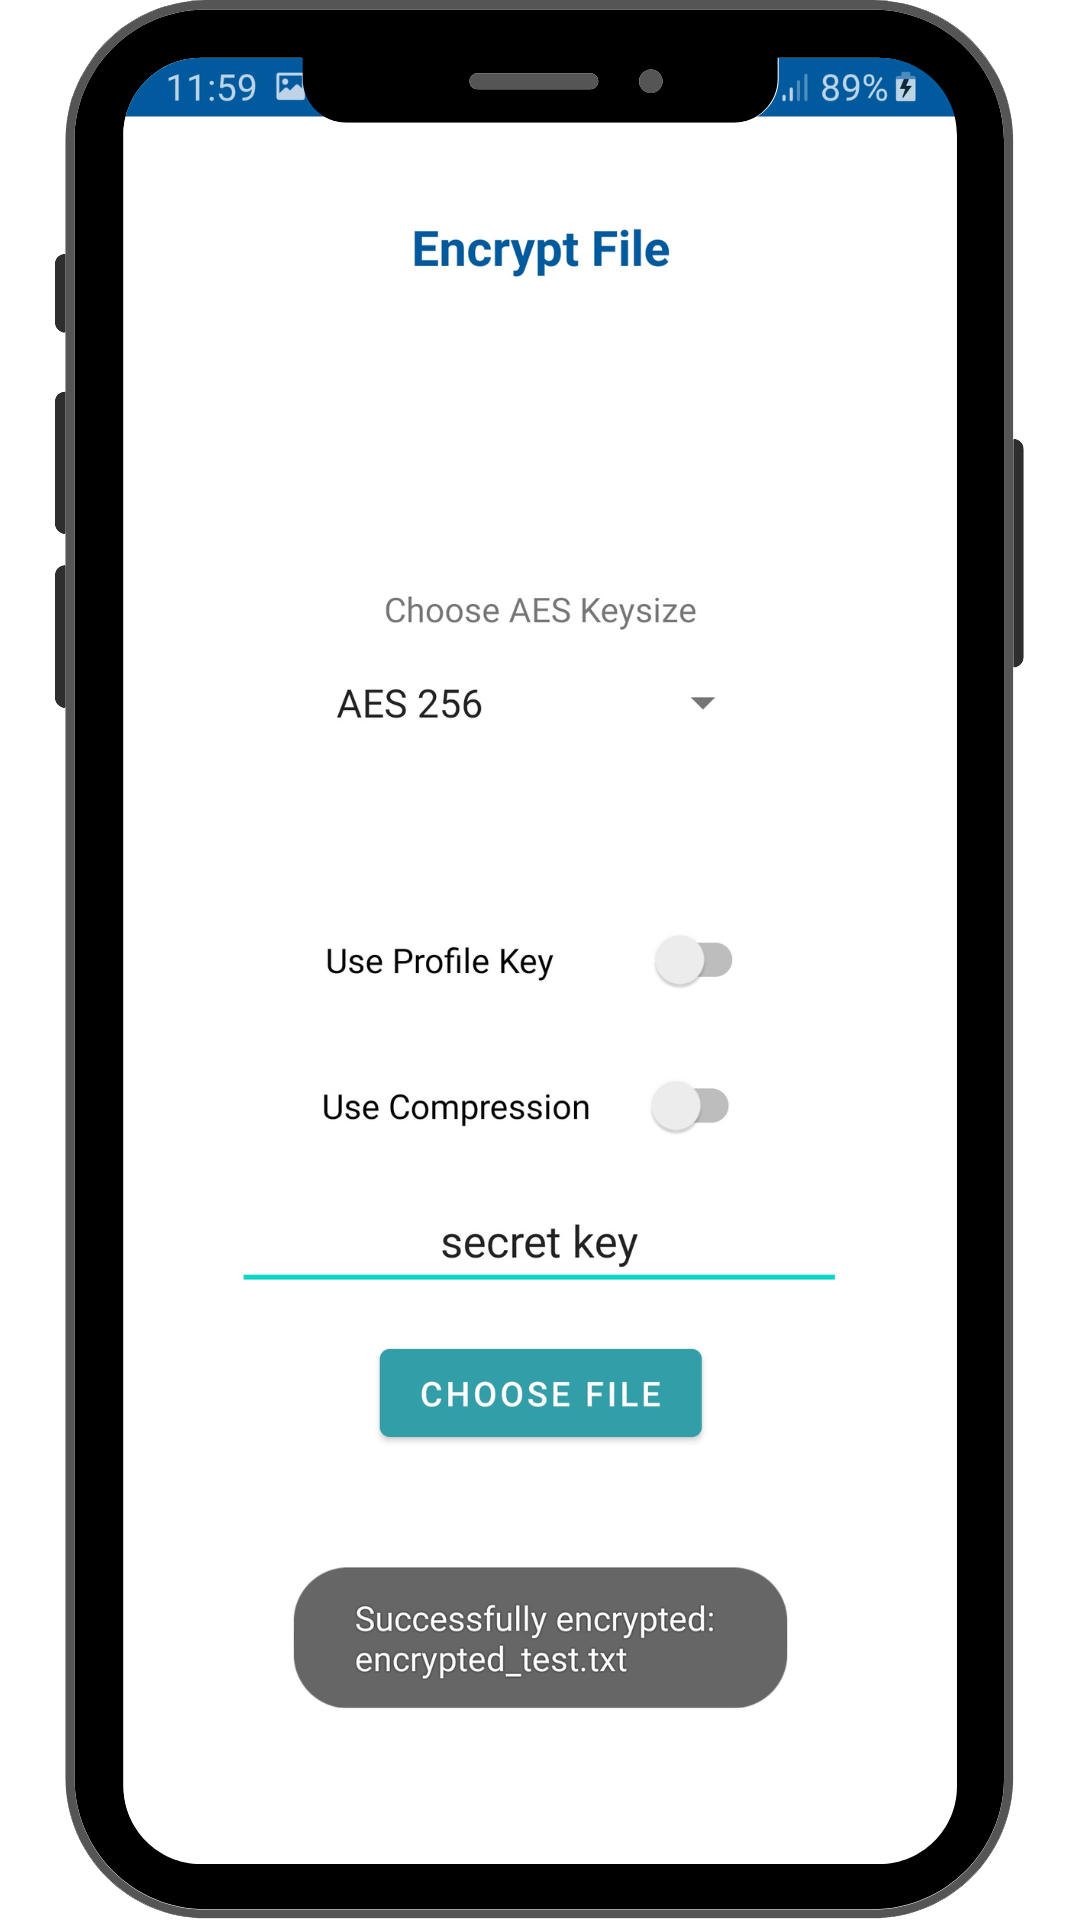 11:59
89%
Encrypt File
Choose AES Keysize
AES 256
Use Profile Key
Use Compression
secret key
CHOOSE FILE
Successfully encrypted:
encrypted_test.txt